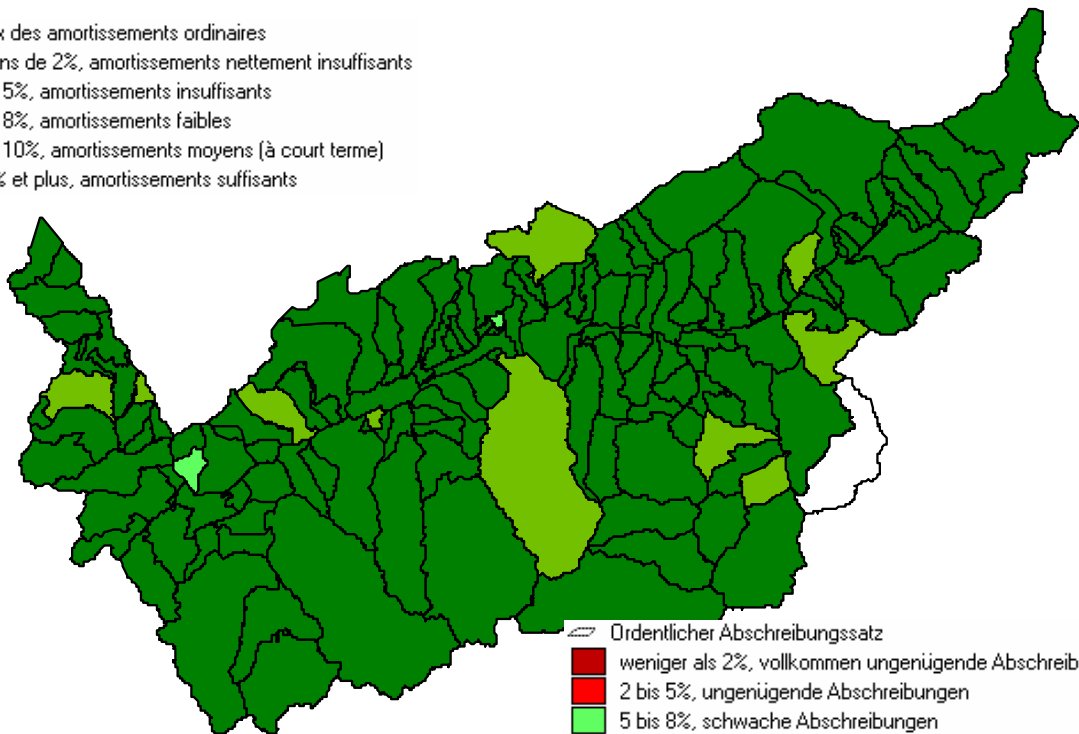 x des amortissements ordinaires
ns de 2%, amortissements nettement insuffisants
5%, amortissements insuffisants
8%, amortissements faibles
10%, amortissements moyens (à court terme)
% et plus, amortissements suffisants
Ordentlicher Abschreibungssatz
weniger als 2%, vollkommen ungenügende Abschreib
2 bis 5%, ungenügende Abschreibungen
5 bis 8%, schwache Abschreibungen